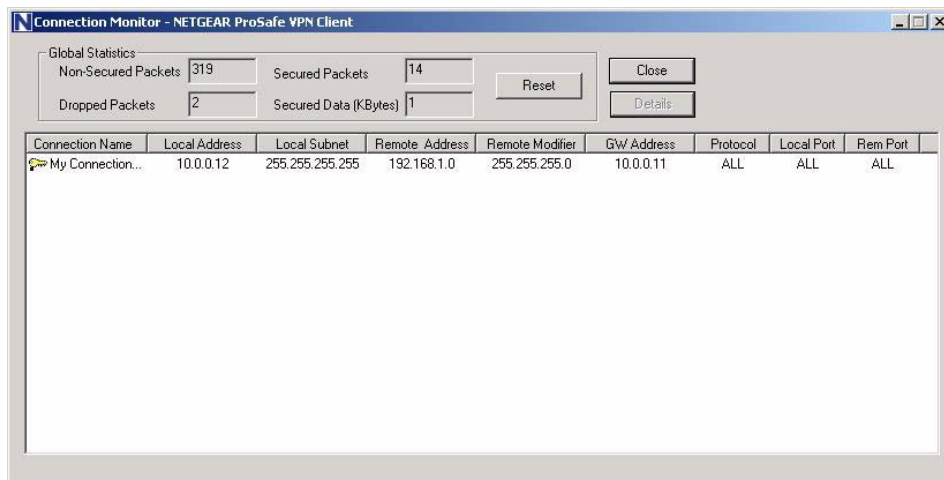 Connection Monitor - NETGEAR ProSafe VPN Client
Global Statistics
Non-Secured Packets 319 Secured Packets 14
Reset
Close
Dropped Packets 2 Secured Data (KBytes) 1
Details
Connection Name Local Address Local Subnet Remote Address Remote Modifier GW Address Protocol Local Port Rem Port
My Connection... 10.0.0.12 255.255.255.255 192.168.1.0 255.255.255.0 10.0.0.11 ALL ALL ALL